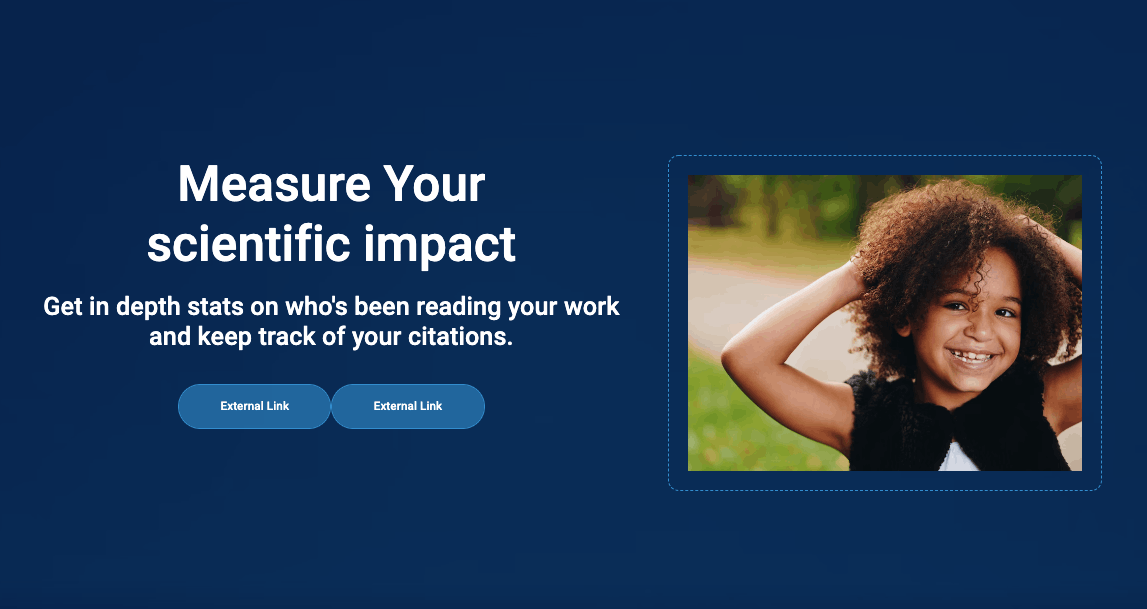 Measure Your
scientific impact
Get in depth stats on who's been reading your work
and keep track of your citations.
External Link
External Link